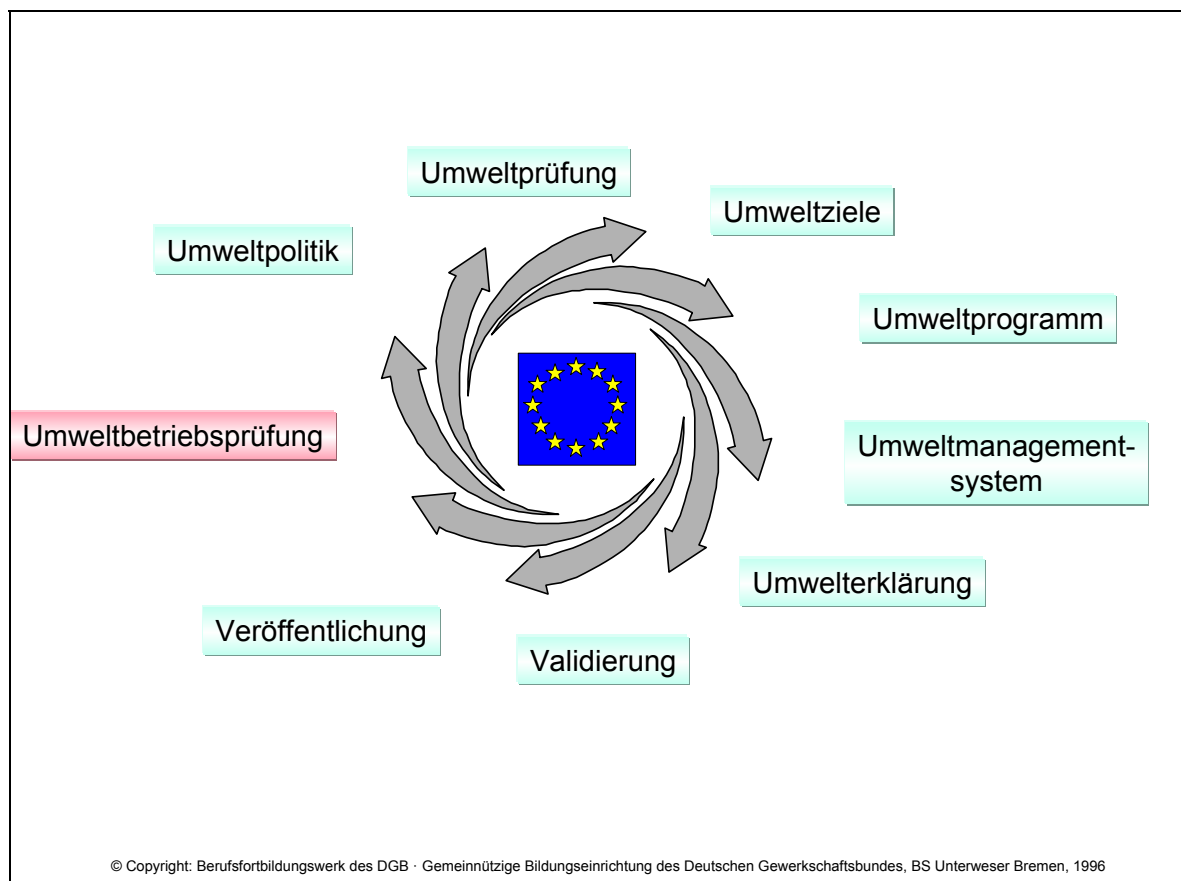 Umweltprüfung
Umweltziele
Umweltpolitik
Umweltprogramm
Umweltbetriebsprüfung
Umweltmanagement-
system
Umwelterklärung
Veröffentlichung
Validierung
© Copyright: Berufsfortbildungswerk des DGB · Gemeinnützige Bildungseinrichtung des Deutschen Gewerkschaftsbundes, BS Unterweser Bremen, 1996